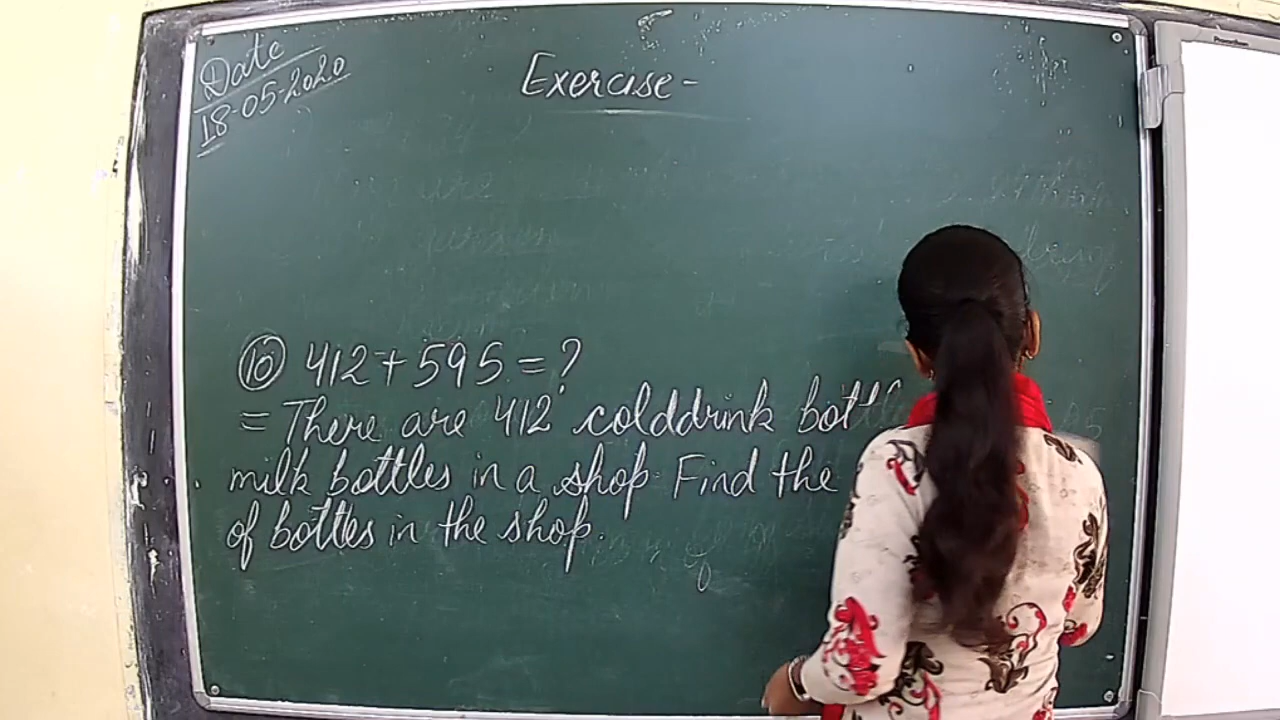 Date
18-05-2020
Exercise-
10 412+595=?
= There are 412 colddrink
milk bottles in a shop. Find the
of bottles in the shop.